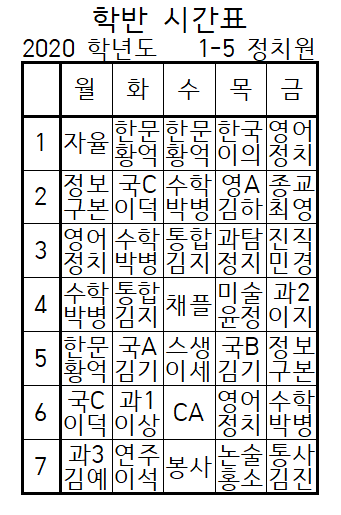 학반 시간표
2020 학년도 1-5 정치원
월 화 수 목 금
1 자율 한문 한문 한국 영어
황억 황억 이의 정치
2 정보 국C 수학 영A 종교
구본 이덕 박병 김하 최영
3 영어 수학 통합 과탐 진직
정치 박병 김지 정지 민경
4 수학 통합 채플 미술 과2
박병 김지 윤정 이지
5 한문 국A 스생 국B 정보
황억 김기 이세 김기 구본
6 국C 과1 CA 영어 수학
이덕 이상 정치 박병
7 과3 연주 봉사 논술 통사
김예 이석 홍소 김진